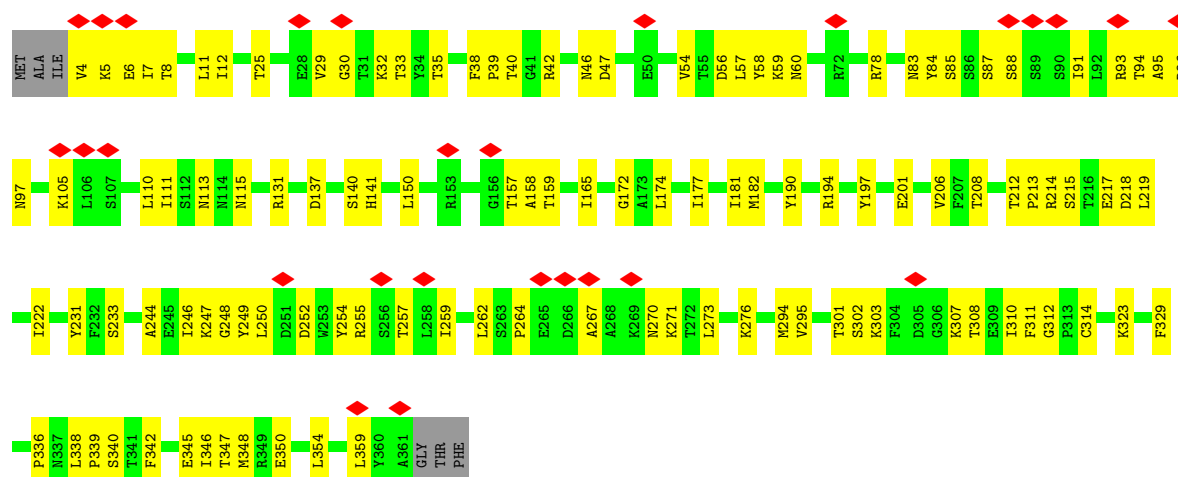 MET ALA ILE V4 K5 E6 I7 T8 L11 I12 T25 E28 V29 G30 T31 K32 T33 Y34 T35 F38 P39 T40 G41 R42 N46 D47 E50 V54 T55 D56 L57 Y58 K59 N60 R72 R78 N83 Y84 S85 S86 S87 S88 S89 S90 I91 L92 R93 T94 A95
N97 K105 L106 S107 L110 I111 S112 N113 N114 N115 R131 D137 S140 H141 L150 R153 G156 T157 A158 T159 I165 G172 A173 L174 I177 I181 M182 Y190 R194 Y197 E201 V206 F207 T208 T212 P213 R214 S215 T216 E217 D218 L219
I222 Y231 F232 S233 A244 E245 I246 K247 G248 Y249 L250 D251 D252 W253 Y254 R255 S256 T257 L258 I259 L262 S263 P264 E265 D266 A267 A268 K269 N270 K271 T272 L273 K276 M294 V295 T301 S302 K303 F304 D305 G306 K307 T308 E309 I310 F311 G312 P313 C314 K323 F329
P336 N337 L338 P339 S340 T341 F342 E345 I346 T347 M348 R349 E350 L354 L359 Y360 A361 GLY THR PHE